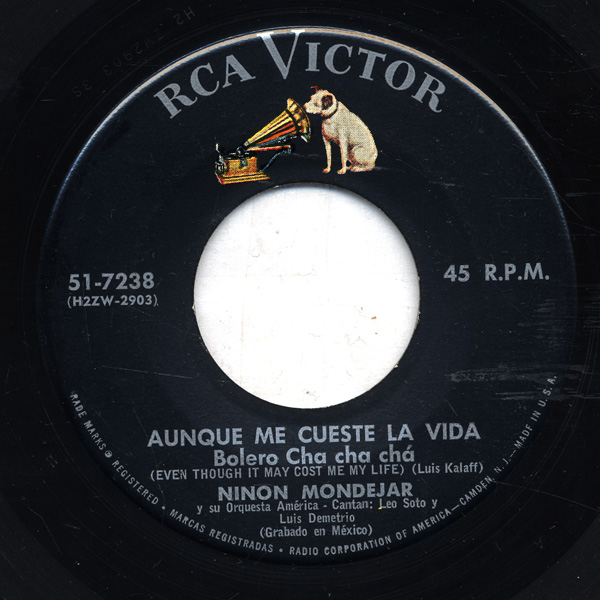 RCA VICTOR
51-7238
45 R.P.M.
(H2ZW-2903)
AUNQUE ME CUESTE LA VIDA
Bolero Cha cha chá
(EVEN THOUGH IT MAY COST ME MY LIFE) (Luis Kalaff)
NINON MONDEJAR
y su Orquesta América - Cantan: Leo Soto y
Luis Demetrio
(Grabado en México)
TRADE MARKS ® REGISTERED • MARCAS REGISTRADAS • RADIO CORPORATION OF AMERICA—CAMDEN, N. J.—MADE IN U.S.A.